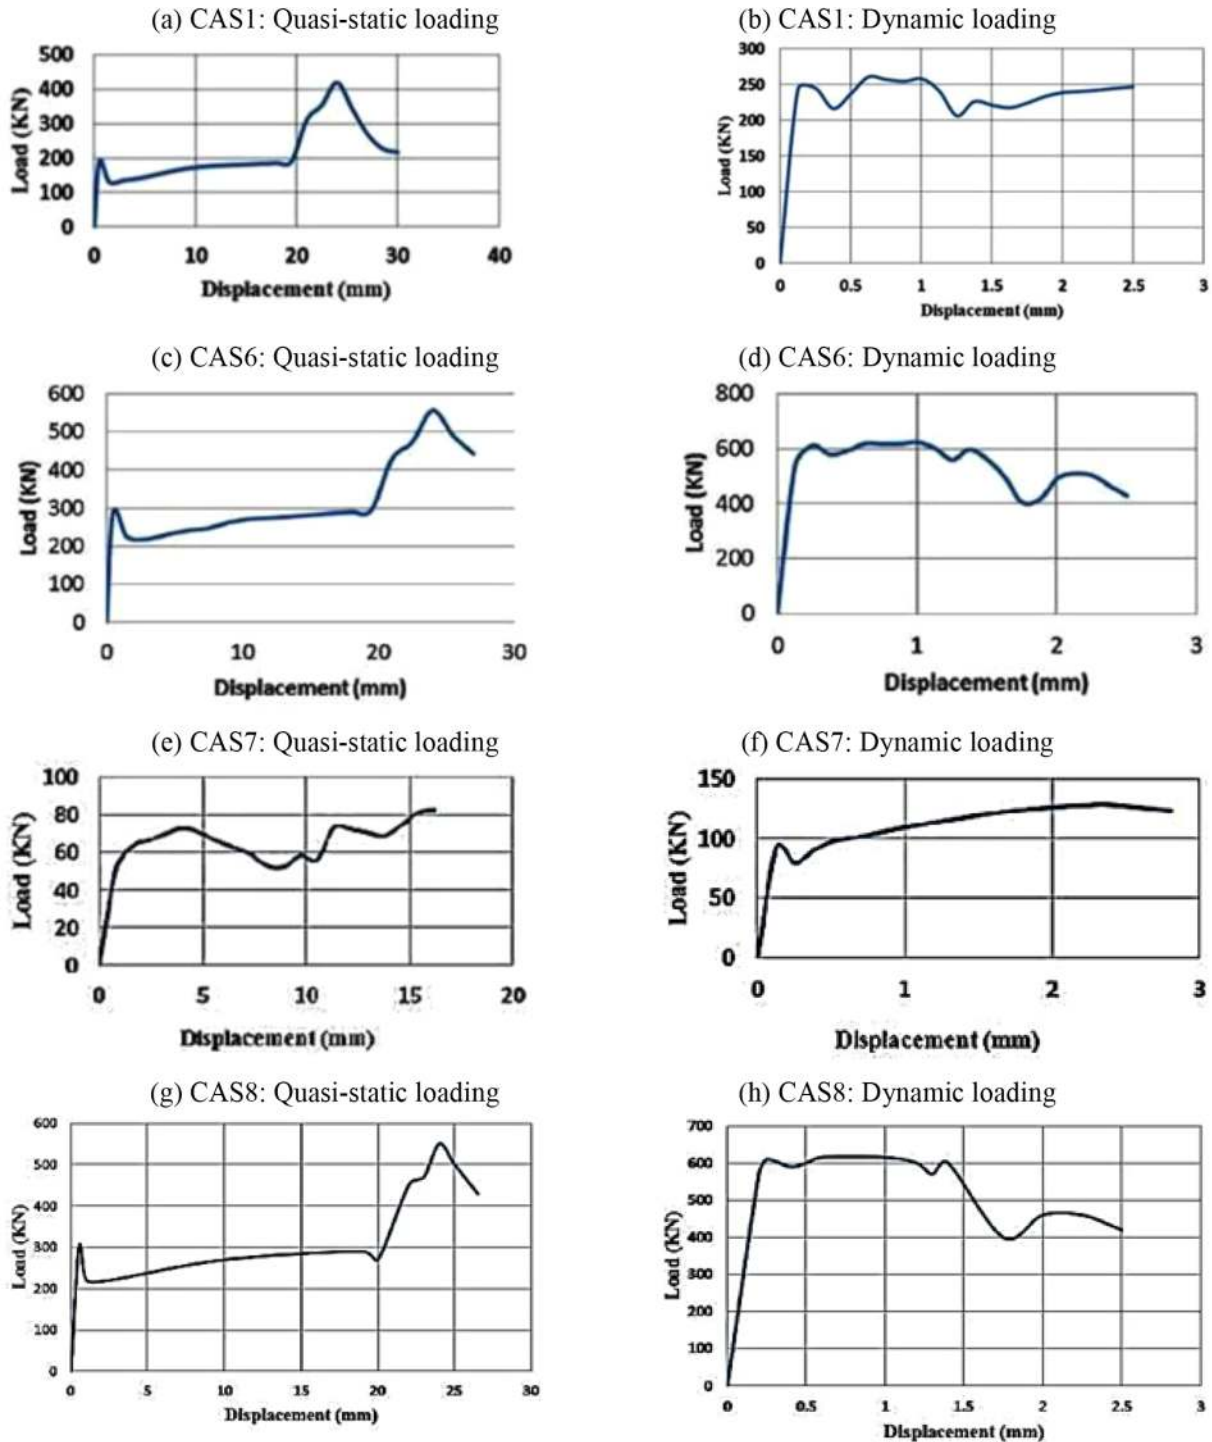 (a) CAS1: Quasi-static loading
500
400
300
200
100
0
Load (KN)
0 10 20 30 40
Displacement (mm)
(b) CAS1: Dynamic loading
300
250
200
150
100
50
0
Load (KN)
0 0.5 1 1.5 2 2.5 3
Displacement (mm)
(c) CAS6: Quasi-static loading
600
500
400
300
200
100
0
Load (KN)
0 10 20 30
Displacement (mm)
(d) CAS6: Dynamic loading
800
600
400
200
0
Load (KN)
0 1 2 3
Displacement (mm)
(e) CAS7: Quasi-static loading
100
80
60
40
20
0
Load (KN)
0 5 10 15 20
Displacement (mm)
(f) CAS7: Dynamic loading
150
100
50
0
Load (KN)
0 1 2 3
Displacement (mm)
(g) CAS8: Quasi-static loading
600
500
400
300
200
100
0
Load (KN)
0 5 10 15 20 25 30
Displacement (mm)
(h) CAS8: Dynamic loading
700
600
500
400
300
200
100
0
Load (KN)
0 0.5 1 1.5 2 2.5 3
Displacement (mm)